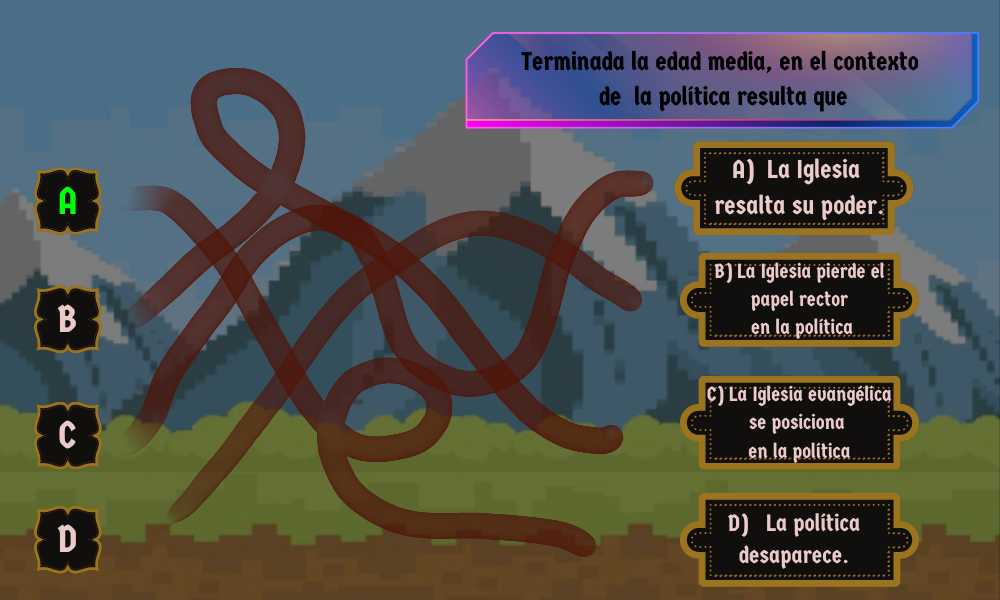 Terminada la edad media, en el contexto
de la política resulta que
A
A) La Iglesia
resalta su poder.
B
B) La Iglesia pierde el
papel rector
en la política
C
C) La Iglesia evangélica
se posiciona
en la política
D
D) La política
desaparece.